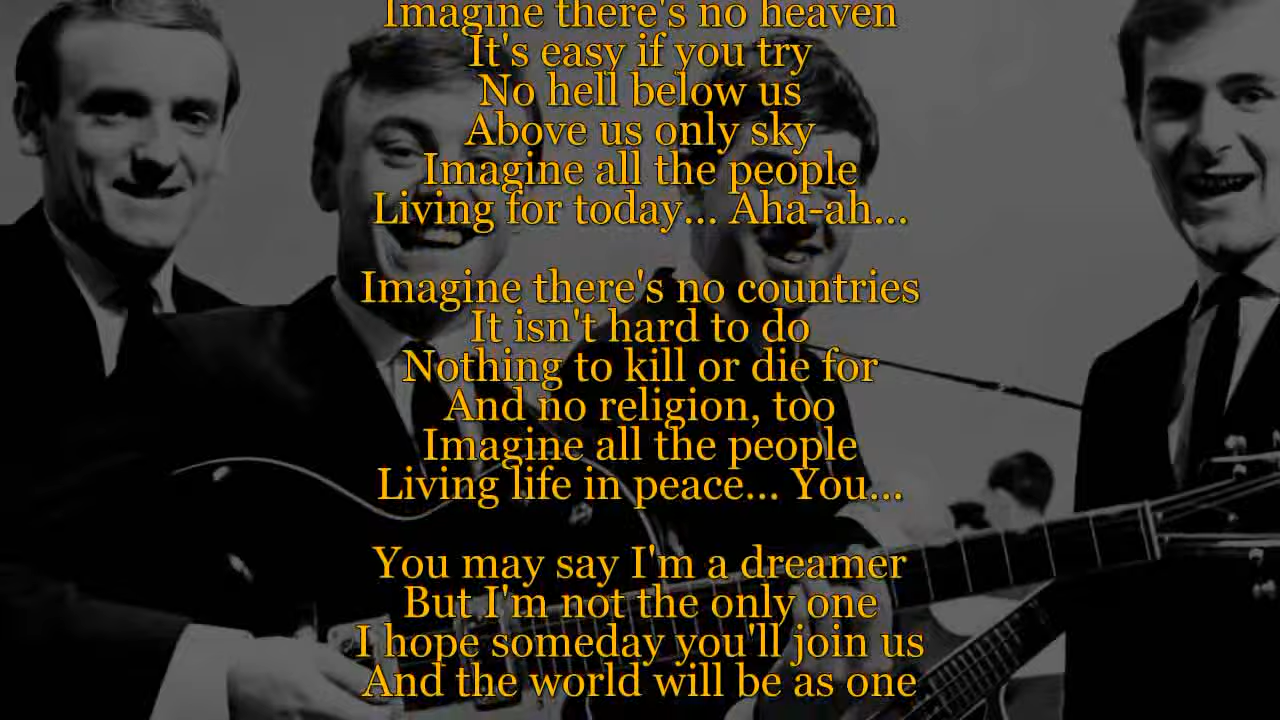 Imagine there's no heaven
It's easy if you try
No hell below us
Above us only sky
Imagine all the people
Living for today... Aha-ah...
Imagine there's no countries
It isn't hard to do
Nothing to kill or die for
And no religion, too
Imagine all the people
Living life in peace... You...
You may say I'm a dreamer
But I'm not the only one
I hope someday you'll join us
And the world will be as one